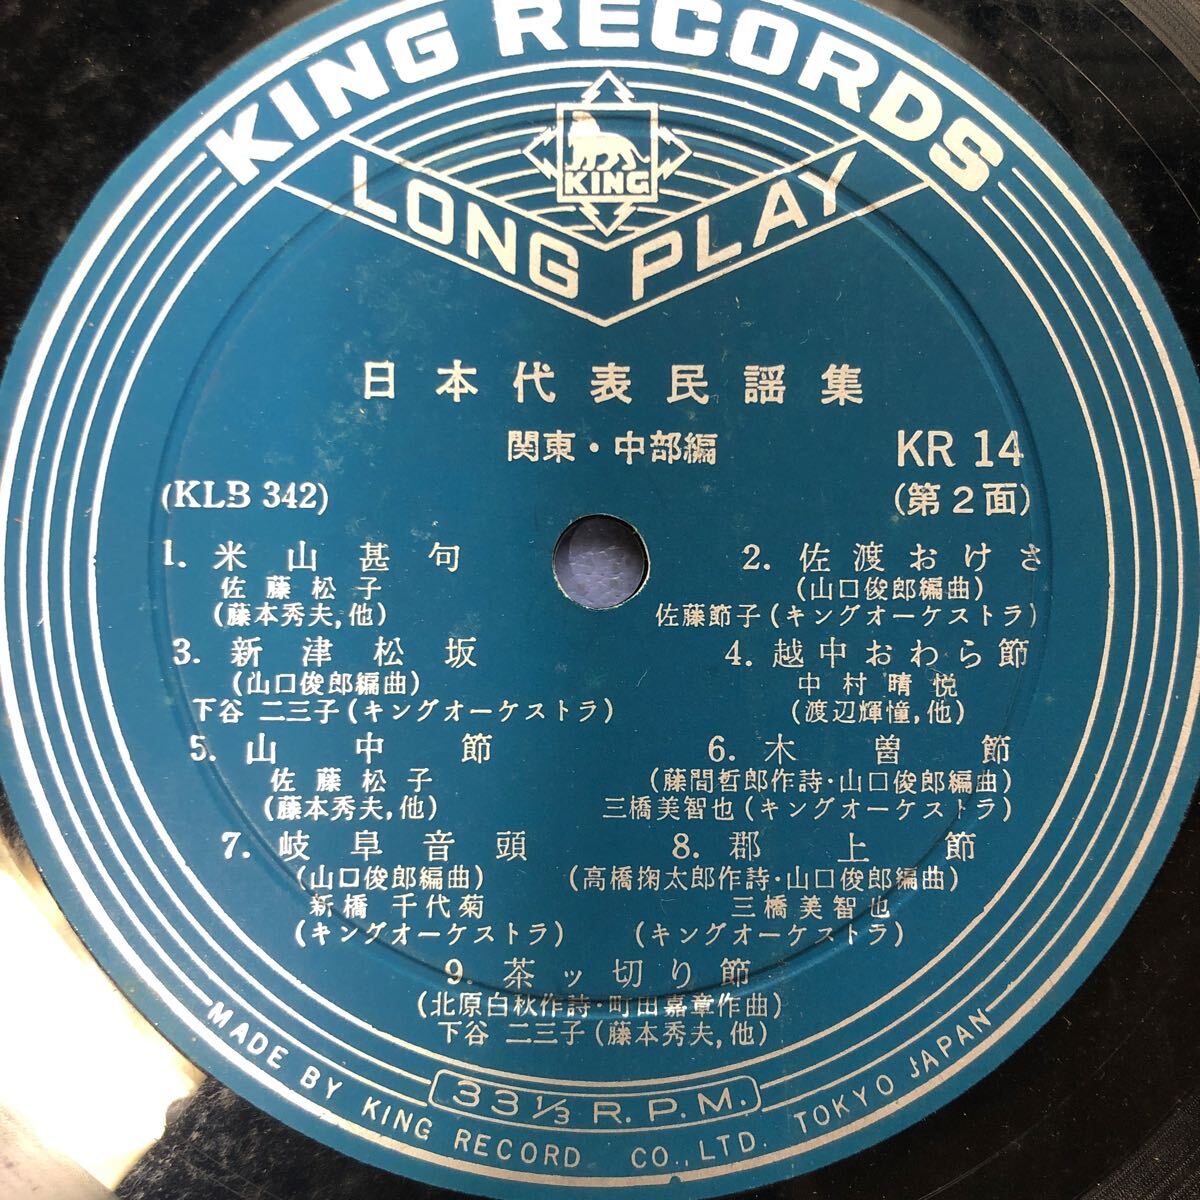 KING RECORDS
KING
LONG PLAY
日本代表民謡集
関東・中部編
KR 14
(KLB 342)
(第2面)
1. 米山甚句
佐藤松子
(藤本秀夫,他)
2. 佐渡おけさ
(山口俊郎編曲)
佐藤節子(キングオーケストラ)
3. 新津松坂
(山口俊郎編曲)
下谷 二三子(キングオーケストラ)
4. 越中おわら節
中村晴悦
(渡辺輝憧,他)
5. 山中節
佐藤松子
(藤本秀夫,他)
6. 木曽節
(藤間哲郎作詩・山口俊郎編曲)
三橋美智也(キングオーケストラ)
7. 岐阜音頭
(山口俊郎編曲)
新橋 千代菊
(キングオーケストラ)
8. 郡上節
(高橋掬太郎作詩・山口俊郎編曲)
三橋美智也
(キングオーケストラ)
9. 茶ッ切り節
(北原白秋作詩・町田嘉章作曲)
下谷 二三子(藤本秀夫,他)
33 1/3 R.P.M.
MADE BY KING RECORD CO.,LTD. TOKYO JAPAN